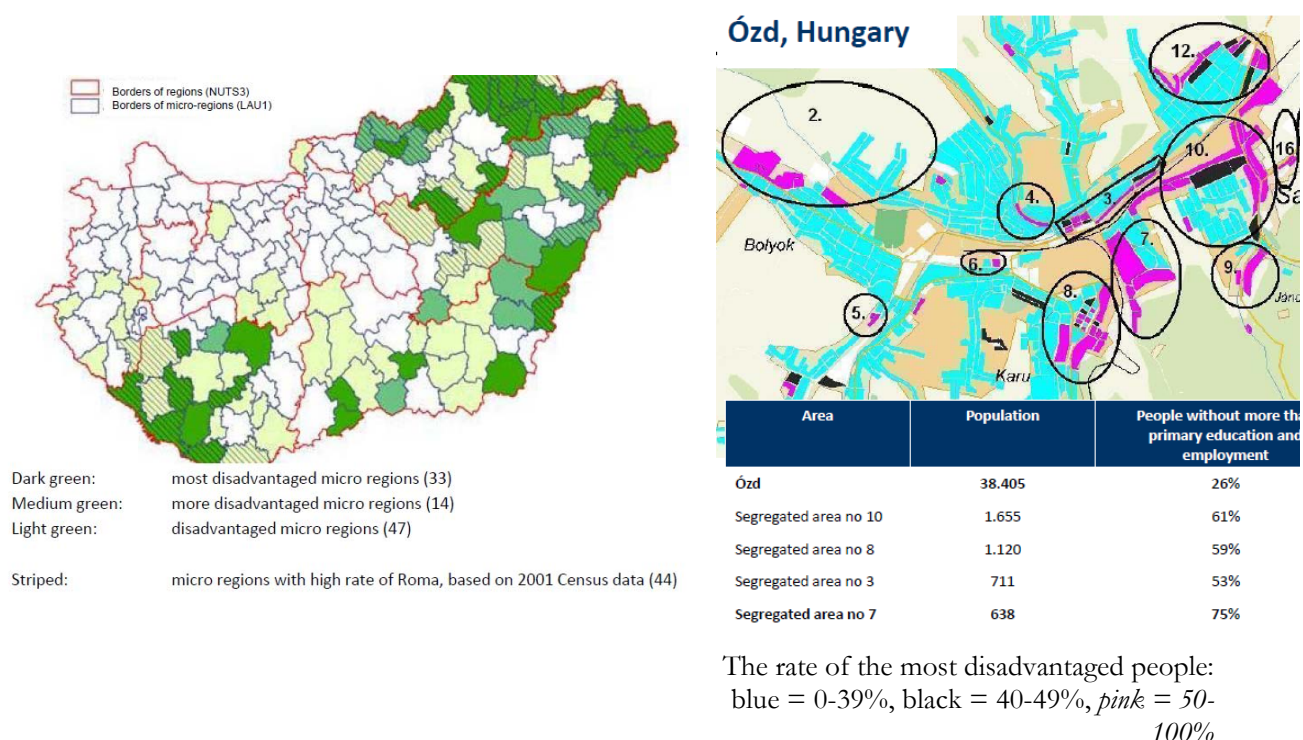 Borders of regions (NUTS3)
Borders of micro-regions (LAU1)
Dark green: most disadvantaged micro regions (33)
Medium green: more disadvantaged micro regions (14)
Light green: disadvantaged micro regions (47)
Striped: micro regions with high rate of Roma, based on 2001 Census data (44)
Ózd, Hungary
12.
2.
10.
16
3.
4.
Sa
7.
Bolyok
6.
9.
8.
5.
Karu
Area Population People without more tha
primary education and
employment
Ózd 38.405 26%
Segregated area no 10 1.655 61%
Segregated area no 8 1.120 59%
Segregated area no 3 711 53%
Segregated area no 7 638 75%
The rate of the most disadvantaged people:
blue = 0-39%, black = 40-49%, pink = 50-
100%